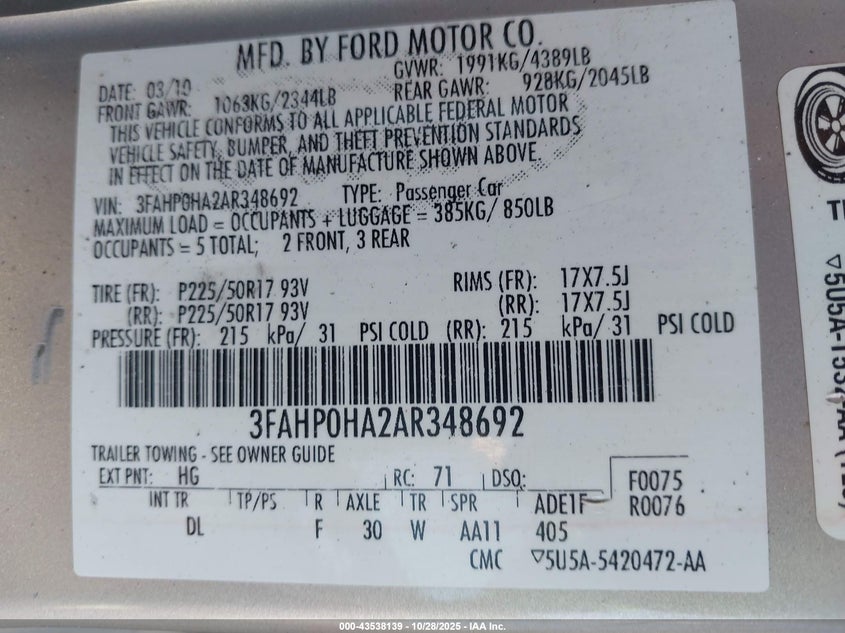 MFD. BY FORD MOTOR CO.
DATE: 03/10 GVWR: 1991KG/4389LB
FRONT GAWR: 1063KG/2344LB REAR GAWR: 928KG/2045LB
THIS VEHICLE CONFORMS TO ALL APPLICABLE FEDERAL MOTOR
VEHICLE SAFETY, BUMPER, AND THEFT PREVENTION STANDARDS
IN EFFECT ON THE DATE OF MANUFACTURE SHOWN ABOVE.
VIN: 3FAHP0HA2AR348692 TYPE: Passenger Car
MAXIMUM LOAD = OCCUPANTS + LUGGAGE = 385KG/ 850LB
OCCUPANTS = 5 TOTAL; 2 FRONT, 3 REAR
TIRE (FR): P225/50R17 93V RIMS (FR): 17X7.5J
(RR): P225/50R17 93V (RR): 17X7.5J
PRESSURE (FR): 215 kPa/ 31 PSI COLD (RR): 215 kPa/ 31 PSI COLD
3FAHP0HA2AR348692
TRAILER TOWING - SEE OWNER GUIDE
EXT PNT: HG RC: 71 DSO: F0075
INT TR TP/PS R AXLE TR SPR ADE1F R0076
DL F 30 W AA11 405
CMC ▽5U5A-5420472-AA
000-43538139 - 10/28/2025 - IAA Inc.